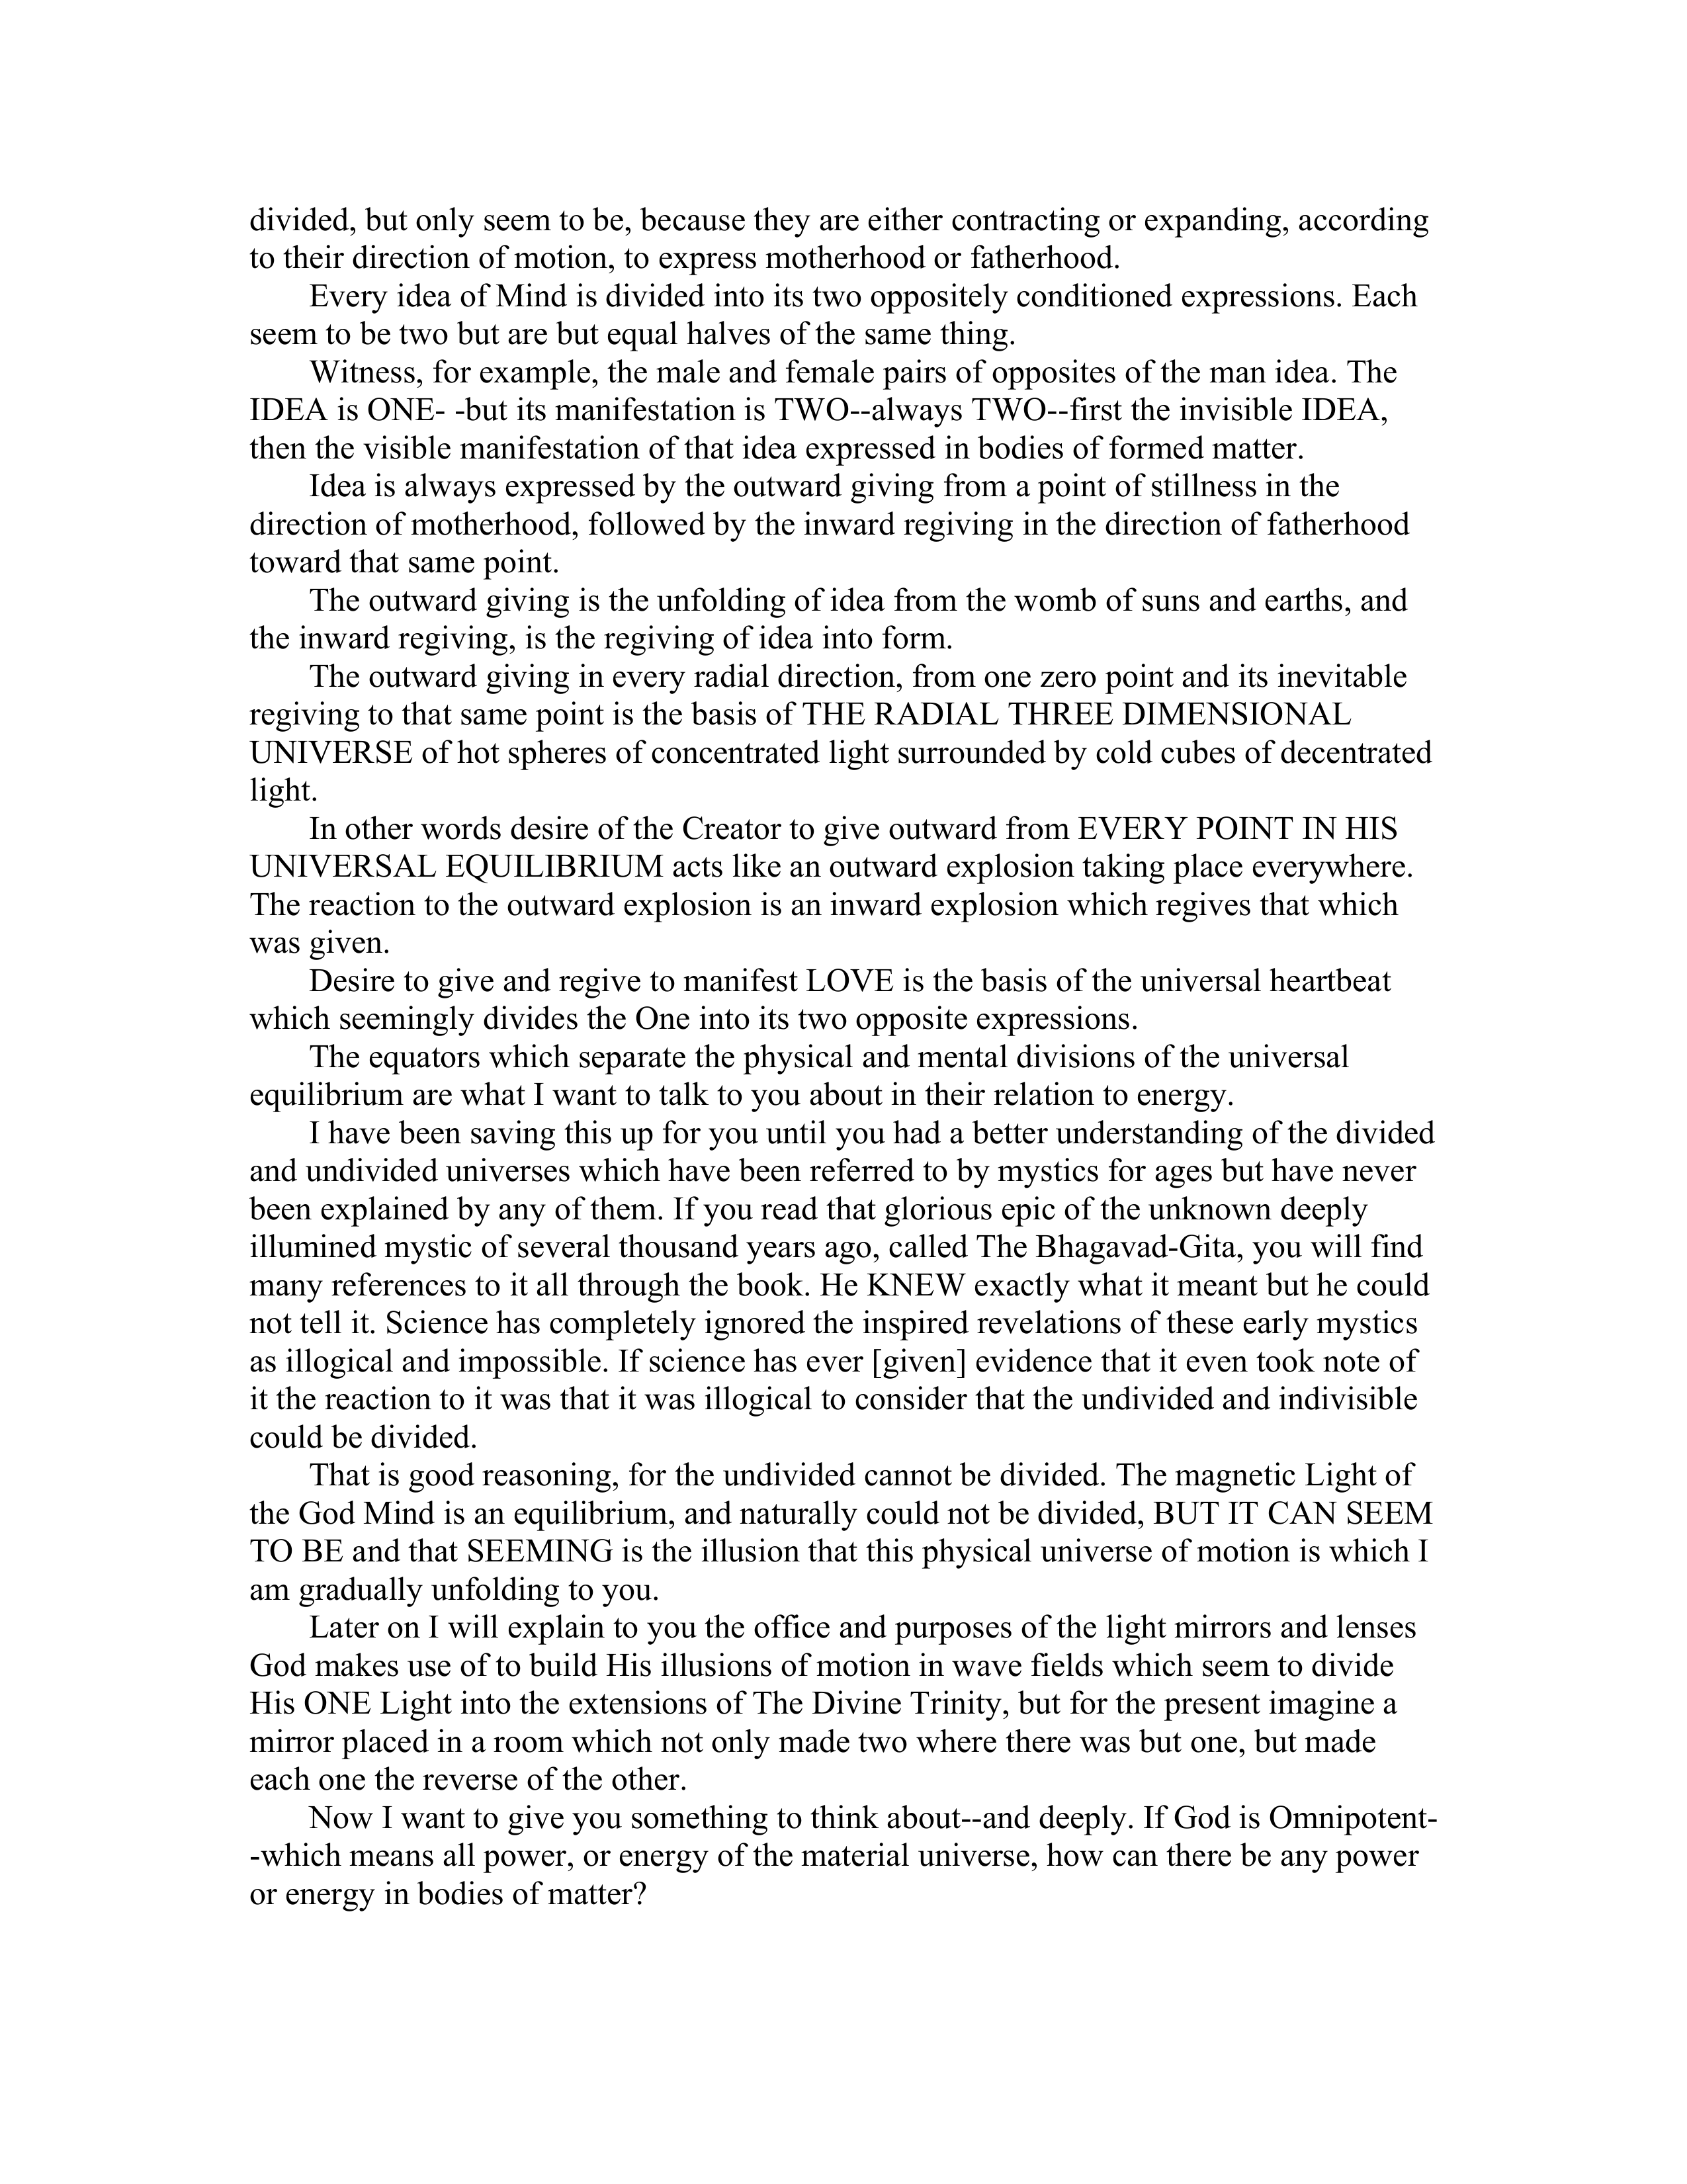 divided, but only seem to be, because they are either contracting or expanding, according
to their direction of motion, to express motherhood or fatherhood.
Every idea of Mind is divided into its two oppositely conditioned expressions. Each
seem to be two but are but equal halves of the same thing.
Witness, for example, the male and female pairs of opposites of the man idea. The
IDEA is ONE- -but its manifestation is TWO--always TWO--first the invisible IDEA,
then the visible manifestation of that idea expressed in bodies of formed matter.
Idea is always expressed by the outward giving from a point of stillness in the
direction of motherhood, followed by the inward regiving in the direction of fatherhood
toward that same point.
The outward giving is the unfolding of idea from the womb of suns and earths, and
the inward regiving, is the regiving of idea into form.
The outward giving in every radial direction, from one zero point and its inevitable
regiving to that same point is the basis of THE RADIAL THREE DIMENSIONAL
UNIVERSE of hot spheres of concentrated light surrounded by cold cubes of decentrated
light.
In other words desire of the Creator to give outward from EVERY POINT IN HIS
UNIVERSAL EQUILIBRIUM acts like an outward explosion taking place everywhere.
The reaction to the outward explosion is an inward explosion which regives that which
was given.
Desire to give and regive to manifest LOVE is the basis of the universal heartbeat
which seemingly divides the One into its two opposite expressions.
The equators which separate the physical and mental divisions of the universal
equilibrium are what I want to talk to you about in their relation to energy.
I have been saving this up for you until you had a better understanding of the divided
and undivided universes which have been referred to by mystics for ages but have never
been explained by any of them. If you read that glorious epic of the unknown deeply
illumined mystic of several thousand years ago, called The Bhagavad-Gita, you will find
many references to it all through the book. He KNEW exactly what it meant but he could
not tell it. Science has completely ignored the inspired revelations of these early mystics
as illogical and impossible. If science has ever [given] evidence that it even took note of
it the reaction to it was that it was illogical to consider that the undivided and indivisible
could be divided.
That is good reasoning, for the undivided cannot be divided. The magnetic Light of
the God Mind is an equilibrium, and naturally could not be divided, BUT IT CAN SEEM
TO BE and that SEEMING is the illusion that this physical universe of motion is which I
am gradually unfolding to you.
Later on I will explain to you the office and purposes of the light mirrors and lenses
God makes use of to build His illusions of motion in wave fields which seem to divide
His ONE Light into the extensions of The Divine Trinity, but for the present imagine a
mirror placed in a room which not only made two where there was but one, but made
each one the reverse of the other.
Now I want to give you something to think about--and deeply. If God is Omnipotent-
-which means all power, or energy of the material universe, how can there be any power
or energy in bodies of matter?